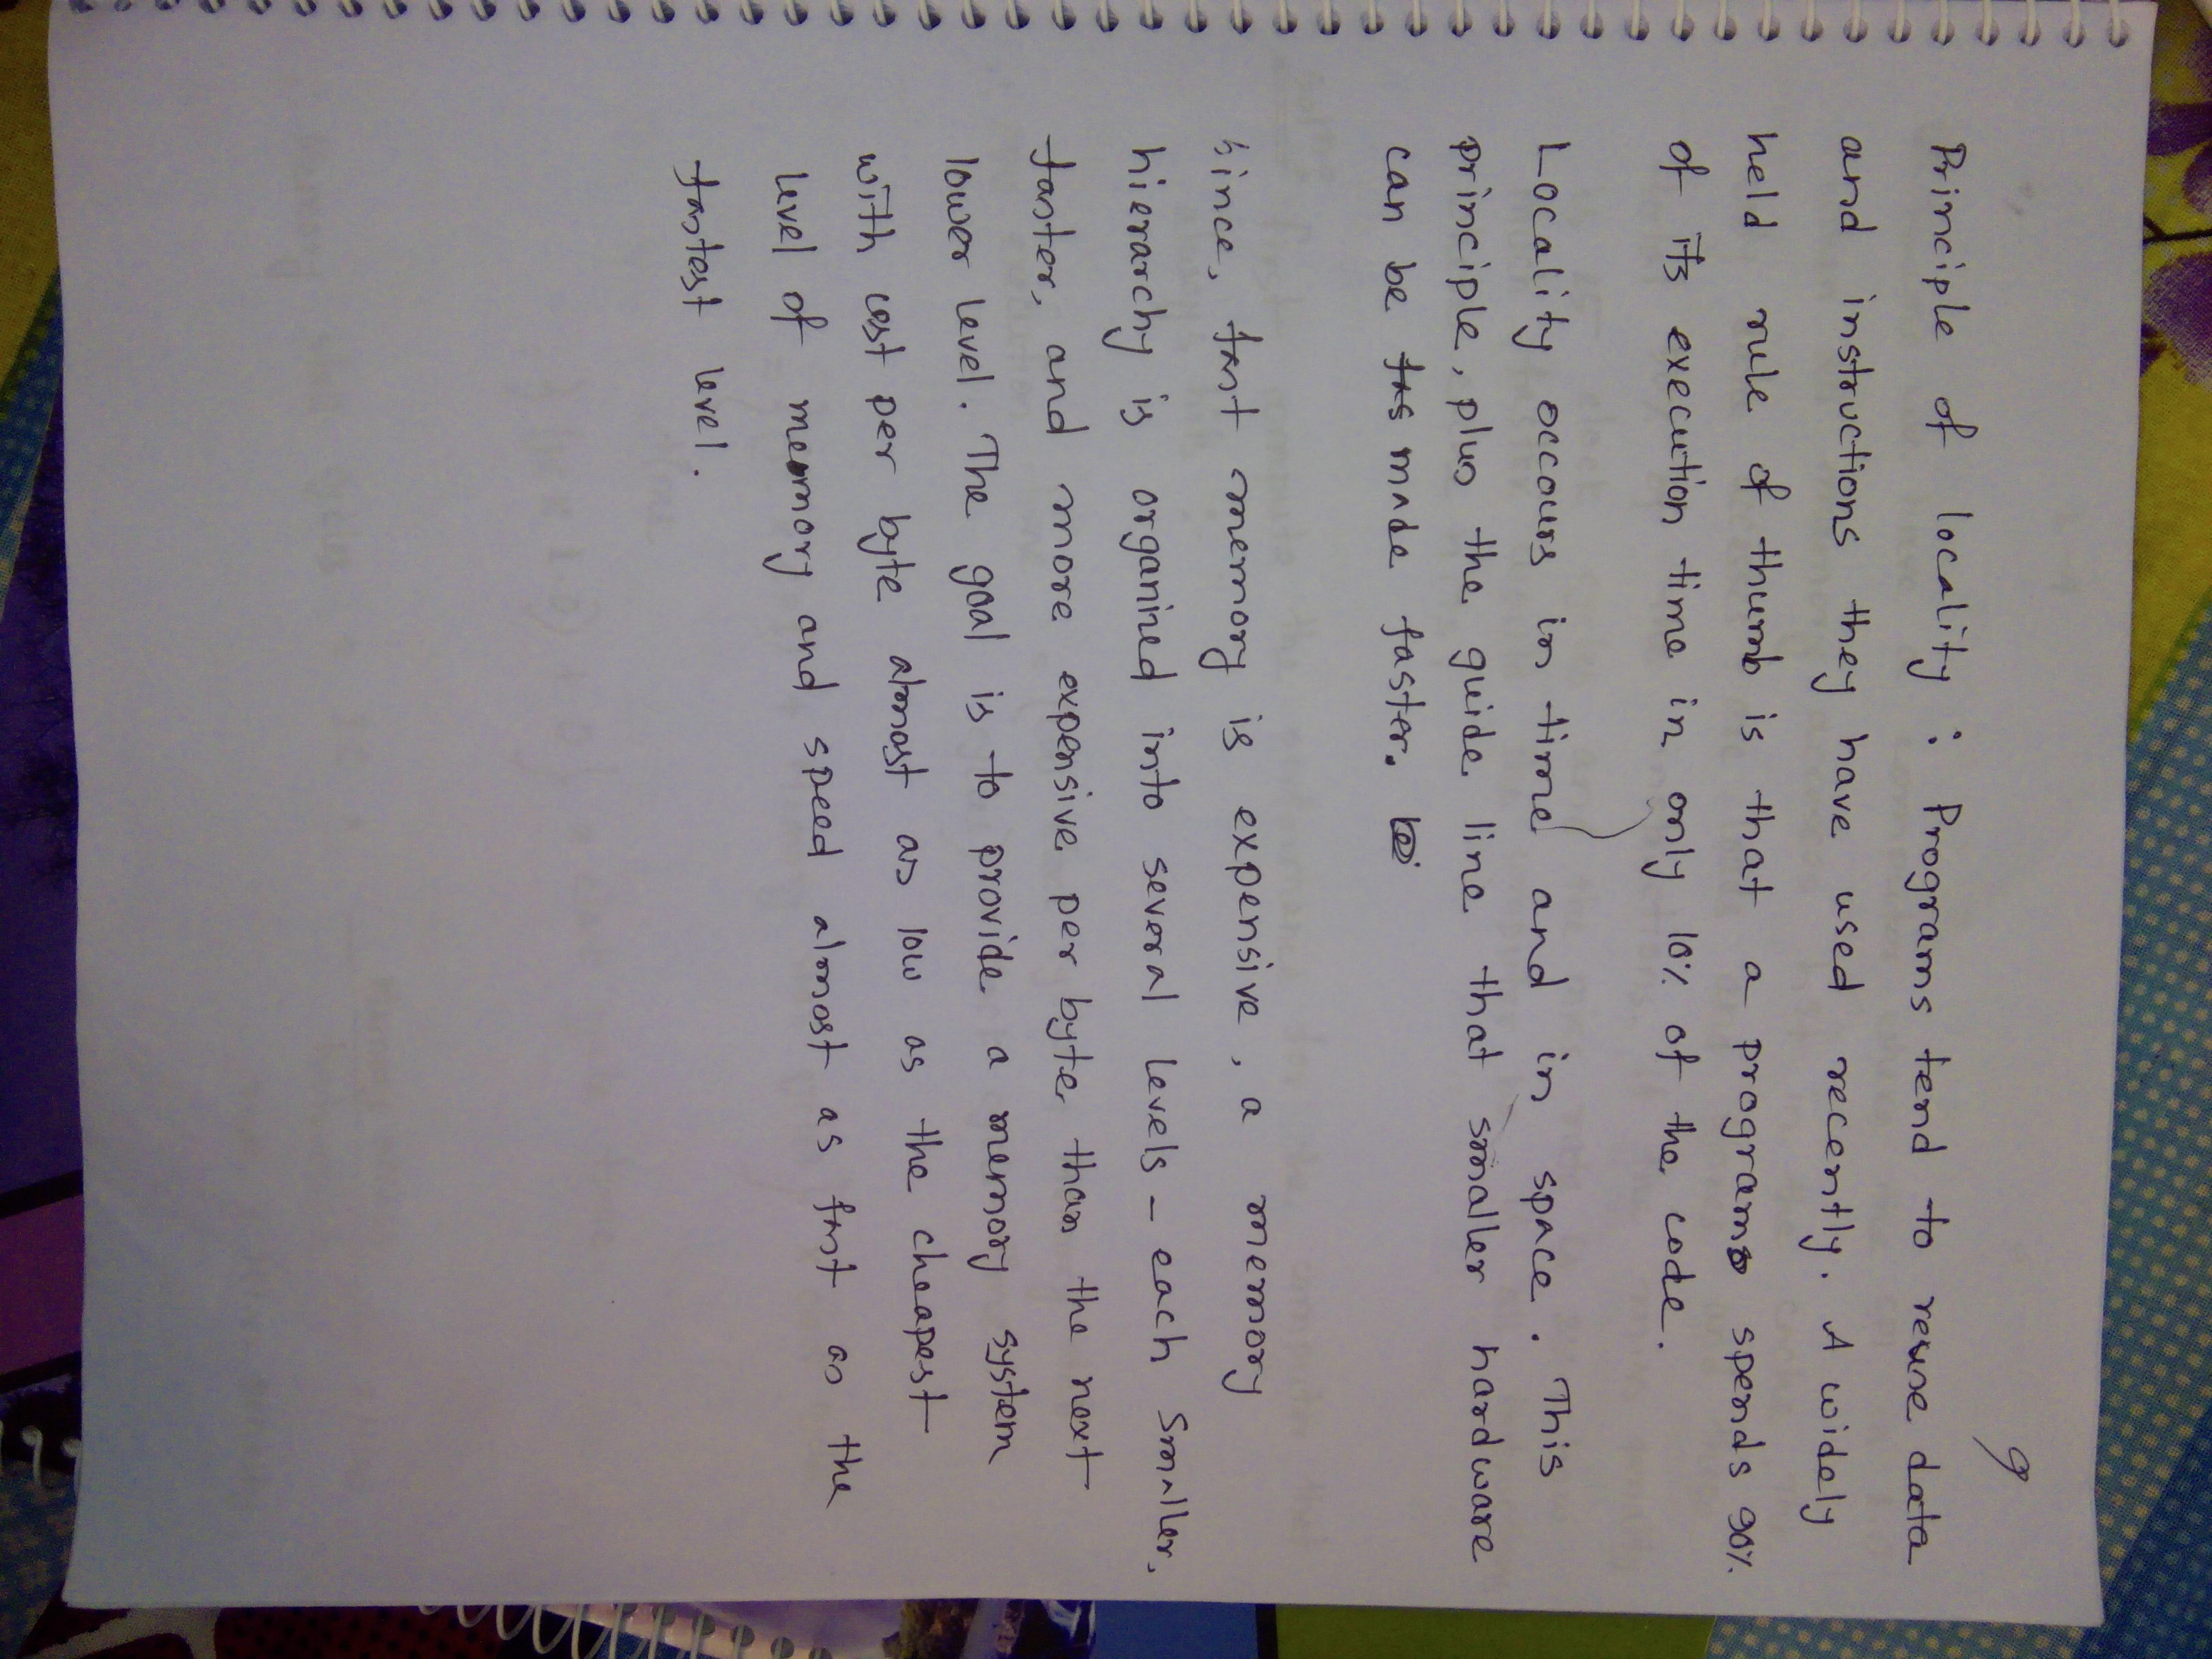 9
Principle of locality : Programs tend to reuse data
and instructions they have used recently. A widely
held rule of thumb is that a program spends 90%
of its execution time in only 10% of the code.
Locality occours in time and in space. This
principle, plus the guide line that smaller hardware
can be fas made faster.
Since, fast memory is expensive, a memory
hierarchy is organized into several levels - each smaller,
faster, and more expensive per byte than the next
lower level. The goal is to provide a memory system
with cost per byte almost as low as the cheapest
level of memory and speed almost as fast as the
fastest level.